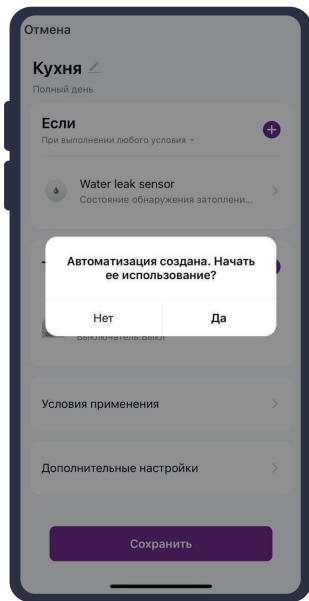 Отмена
Кухня
Полный день
Если
При выполнении любого условия
Water leak sensor
Состояние обнаружения затоплени...
Автоматизация создана. Начать
ее использование?
Нет
Да
Выключатель:Выкл
Условия применения
Дополнительные настройки
Сохранить